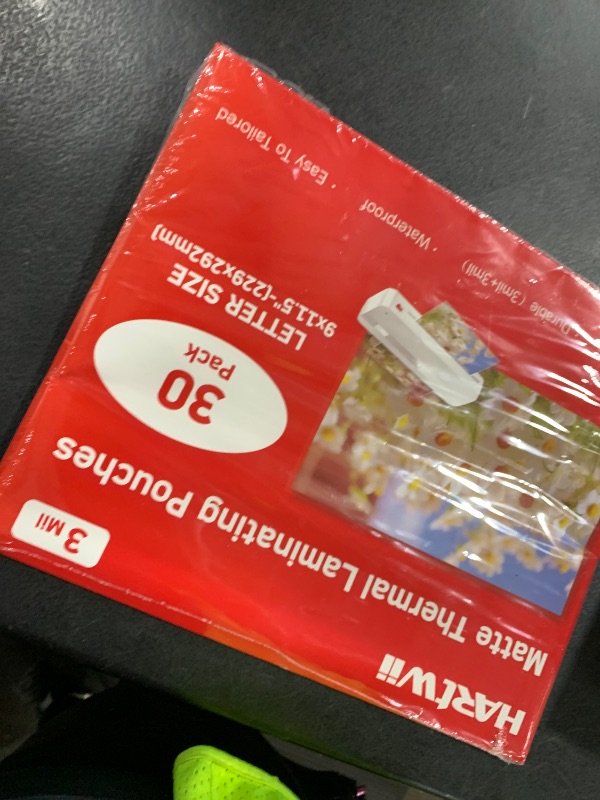 HARtwii
Matte Thermal Laminating Pouches
3 Mil
30
Pack
LETTER SIZE
9x11.5"-(229x292mm)
Durable (3mil+3mil)
· Waterproof
· Easy To Tailored